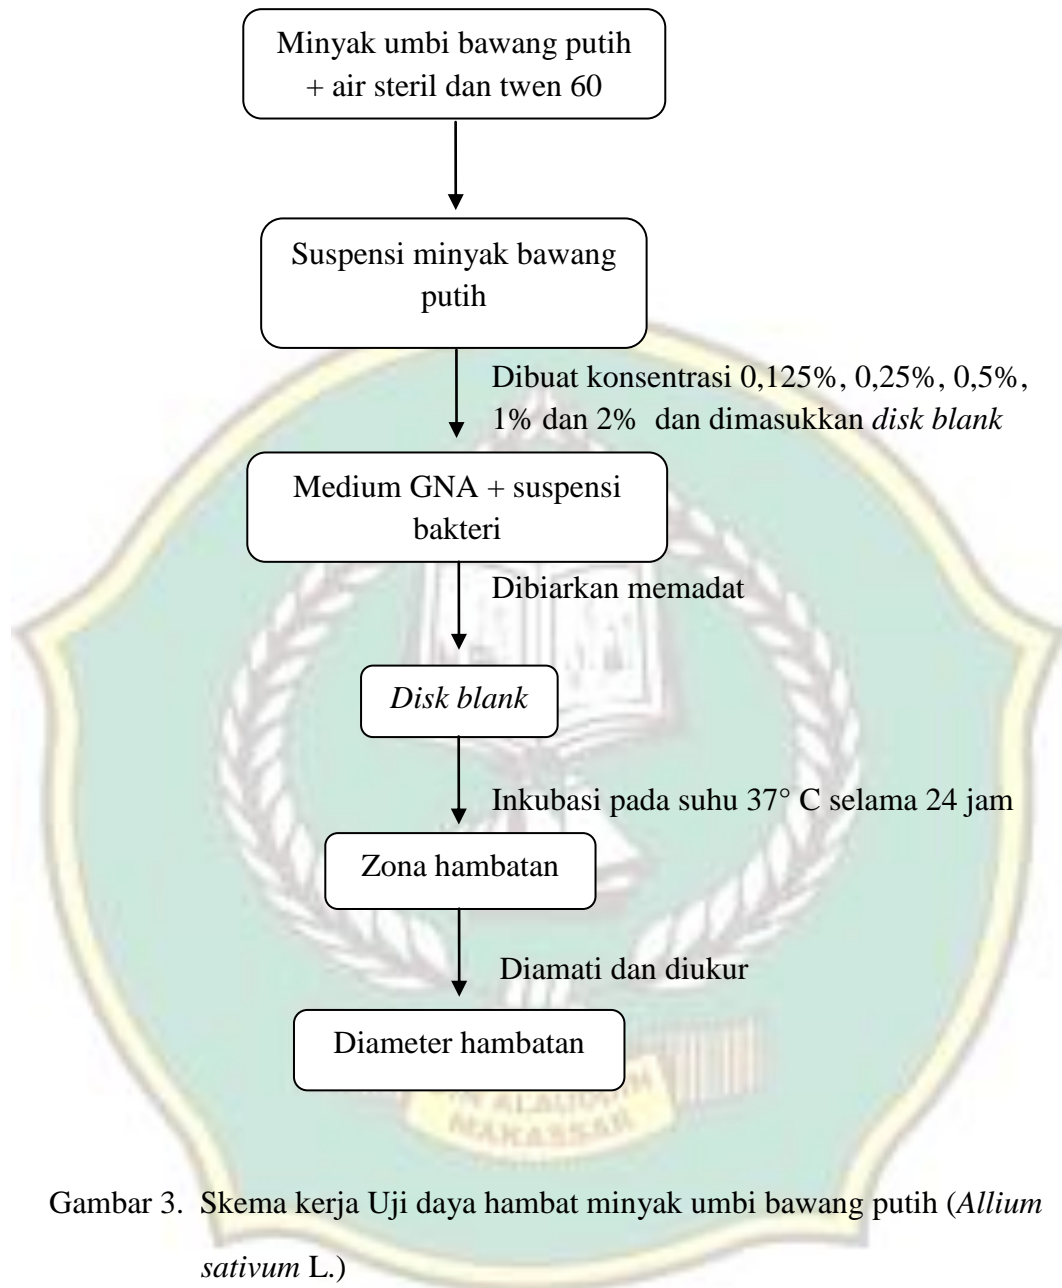 Minyak umbi bawang putih
+ air steril dan twen 60
Suspensi minyak bawang
putih
Dibuat konsentrasi 0,125%, 0,25%, 0,5%,
1% dan 2% dan dimasukkan disk blank
Medium GNA + suspensi
bakteri
Dibiarkan memadat
Disk blank
Inkubasi pada suhu 37° C selama 24 jam
Zona hambatan
Diamati dan diukur
Diameter hambatan
ALAUDDIN
MAKASSAR
Gambar 3. Skema kerja Uji daya hambat minyak umbi bawang putih (Allium
sativum L.)